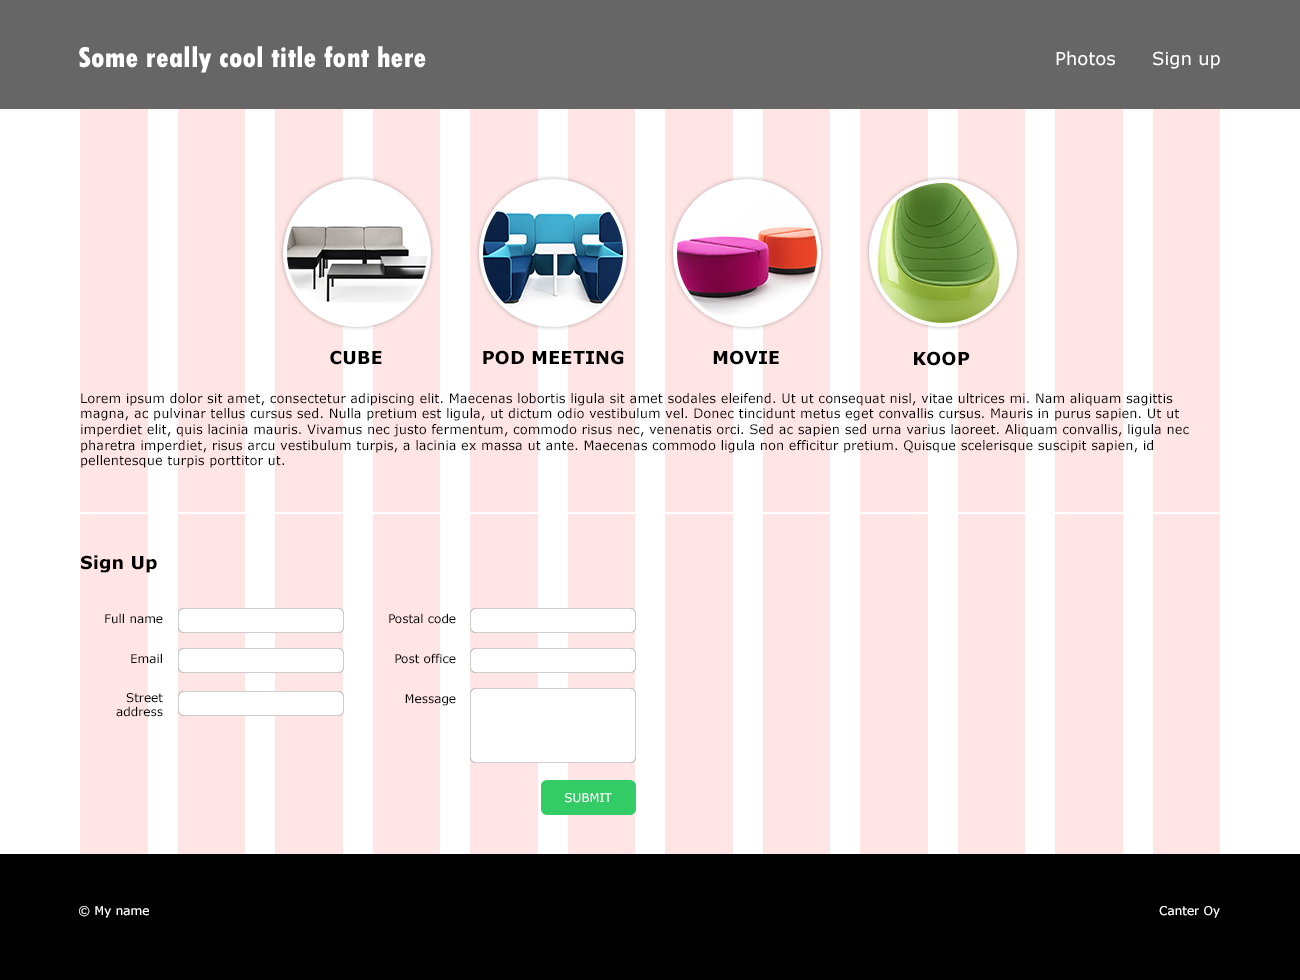 Some really cool title font here
Photos
Sign up
CUBE
POD MEETING
MOVIE
KOOP
Lorem ipsum dolor sit amet, consectetur adipiscing elit. Maecenas lobortis ligula sit amet sodales eleifend. Ut ut consequat nisl, vitae ultrices mi. Nam aliquam sagittis
magna, ac pulvinar tellus cursus sed. Nulla pretium est ligula, ut dictum odio vestibulum vel. Donec tincidunt metus eget convallis cursus. Mauris in purus sapien. Ut ut
imperdiet elit, quis lacinia mauris. Vivamus nec justo fermentum, commodo risus nec, venenatis orci. Sed ac sapien sed urna varius laoreet. Aliquam convallis, ligula nec
pharetra imperdiet, risus arcu vestibulum turpis, a lacinia ex massa ut ante. Maecenas commodo ligula non efficitur pretium. Quisque scelerisque suscipit sapien, id
pellentesque turpis porttitor ut.
Sign Up
Full name
Email
Street
address
Postal code
Post office
Message
SUBMIT
© My name
Canter Oy